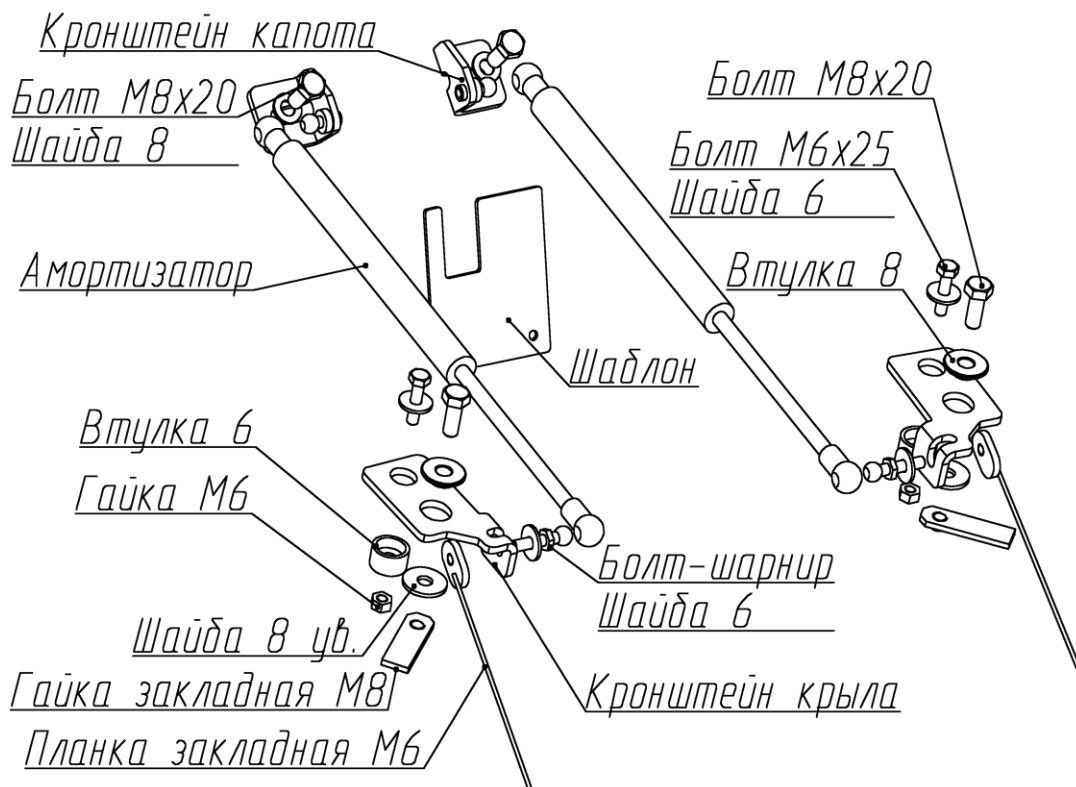 Кронштейн капота
Болт М8х20
Шайба 8
Болт М8х20
Болт М6х25
Шайба 6
Амортизатор
Втулка 8
Шаблон
Втулка 6
Гайка М6
Болт-шарнир
Шайба 6
Шайба 8 ув.
Гайка закладная М8
Кронштейн крыла
Планка закладная М6